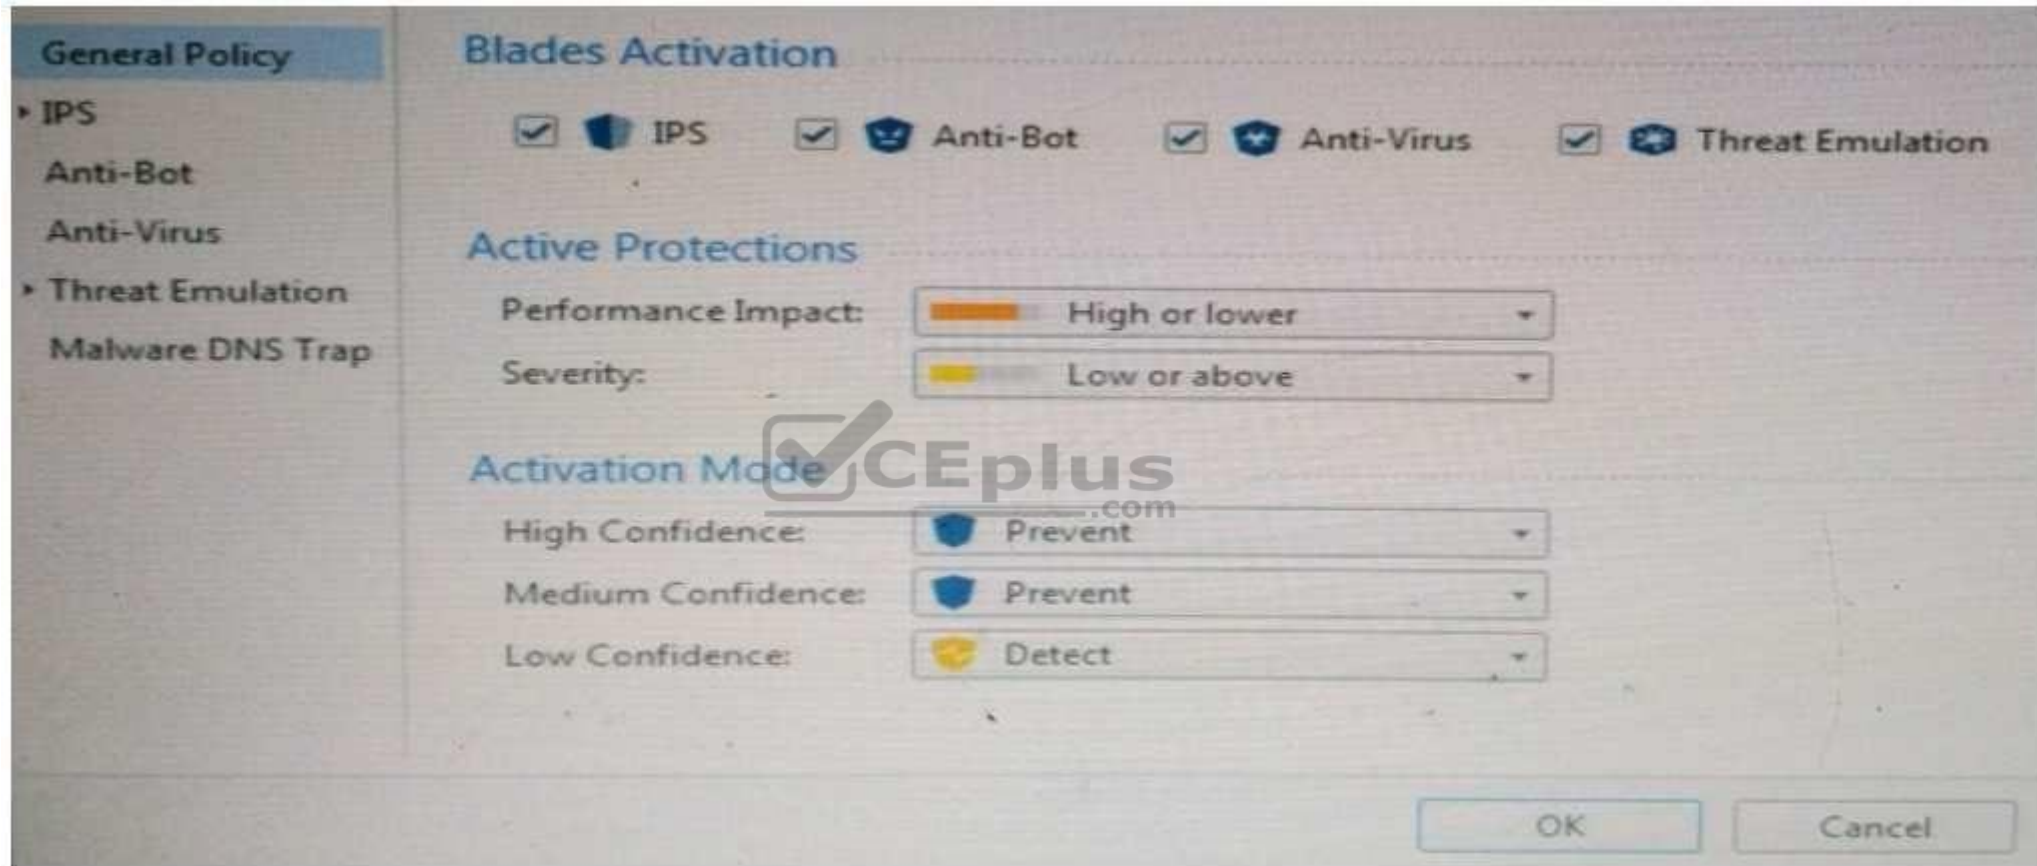 General Policy
IPS
Anti-Bot
Anti-Virus
Threat Emulation
Malware DNS Trap
Blades Activation
IPS Anti-Bot Anti-Virus Threat Emulation
Active Protections
Performance Impact: High or lower
Severity: Low or above
Activation Mode
High Confidence: Prevent
Medium Confidence: Prevent
Low Confidence: Detect
VCEplus
.com
OK Cancel